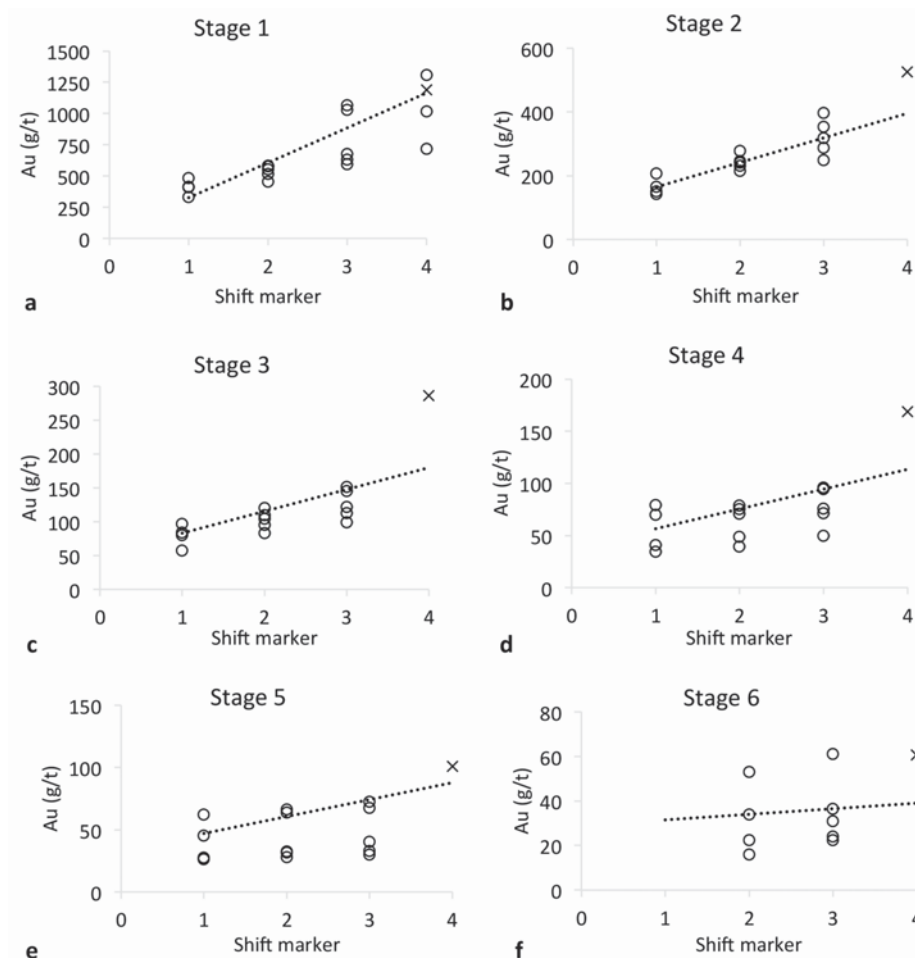 Stage 1
1500
1250
1000
750
500
250
0
Au (g/t)
0 1 2 3 4
Shift marker
a
Stage 2
600
400
200
0
Au (g/t)
0 1 2 3 4
Shift marker
b
Stage 3
300
250
200
150
100
50
0
Au (g/t)
0 1 2 3 4
Shift marker
c
Stage 4
200
150
100
50
0
Au (g/t)
0 1 2 3 4
Shift marker
d
Stage 5
150
100
50
0
Au (g/t)
0 1 2 3 4
Shift marker
e
Stage 6
80
60
40
20
0
Au (g/t)
0 1 2 3 4
Shift marker
f